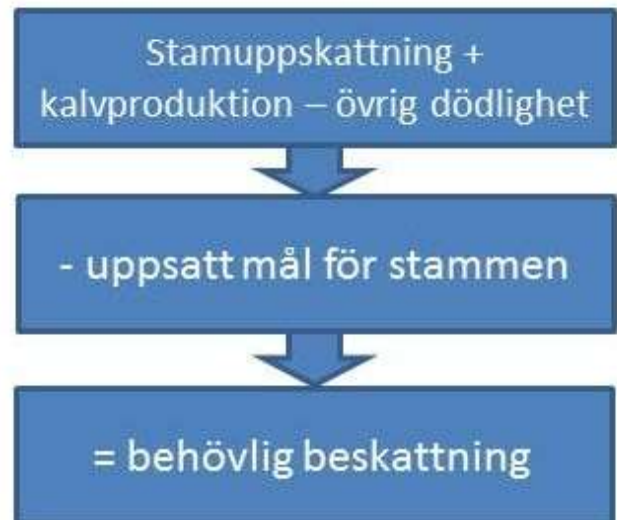 Stamuppskattning +
kalvproduktion – övrig dödlighet
- uppsatt mål för stammen
= behövlig beskattning